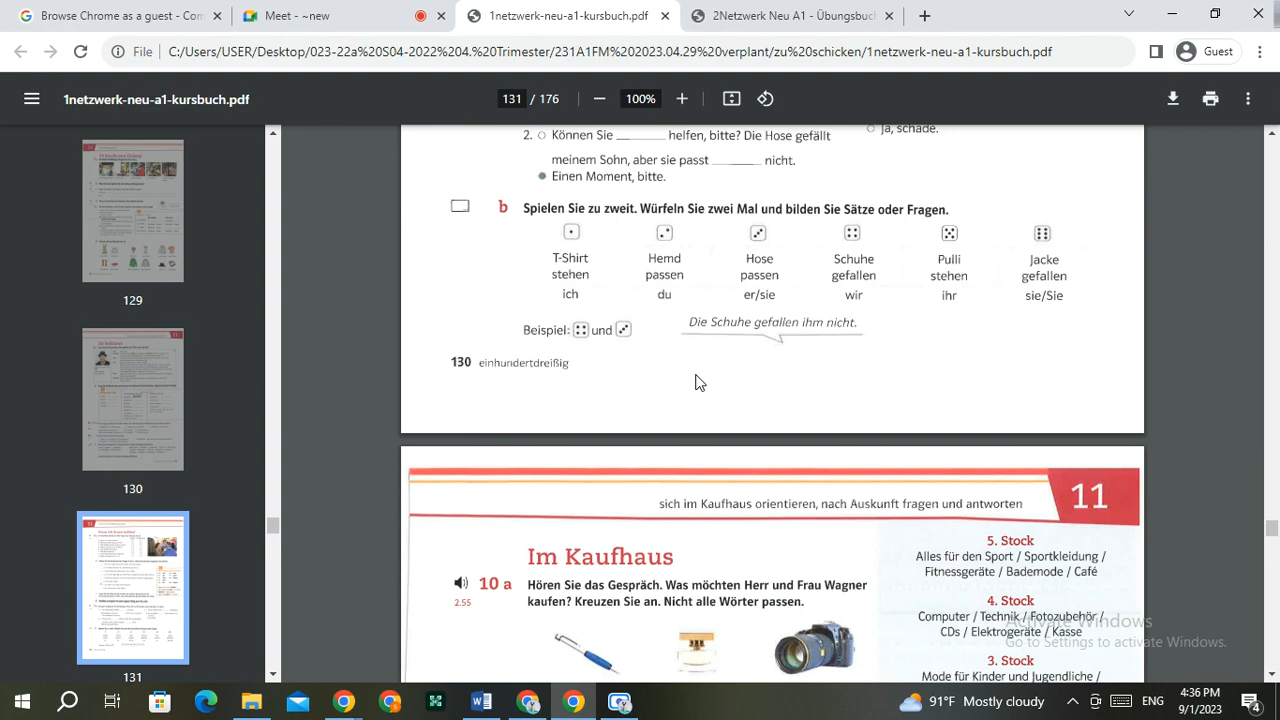 Browse Chrome as a guest - Com
Meet - ~new
1netzwerk-neu-a1-kursbuch.pdf
2Netzwerk Neu A1 - Übungsbuch
File
C:/Users/USER/Desktop/023-22a%20S04-2022%204.%20Trimester/231A1FM%202023.04.29%20verplant/zu%20schicken/1netzwerk-neu-a1-kursbuch.pdf
Guest
1netzwerk-neu-a1-kursbuch.pdf
131 / 176
100%
129
130
131
2. Können Sie ________ helfen, bitte? Die Hose gefällt
Ja, schade.
meinem Sohn, aber sie passt ________ nicht.
Einen Moment, bitte.
b Spielen Sie zu zweit. Würfeln Sie zwei Mal und bilden Sie Sätze oder Fragen.
T-Shirt Hemd Hose Schuhe Pulli Jacke
stehen passen passen gefallen stehen gefallen
ich du er/sie wir ihr sie/Sie
Beispiel: und
Die Schuhe gefallen ihm nicht.
130 einhundertdreißig
sich im Kaufhaus orientieren, nach Auskunft fragen und antworten
11
Im Kaufhaus
10 a Hören Sie das Gespräch. Was möchten Herr und Frau Wagner
2.55 kaufen? Kreuzen Sie an. Nicht alle Wörter passen.
5. Stock
Alles für den Sport / Sportkleidung /
Fitnessgeräte / Bademode / Café
Stock
Computer / Technik / Fotozubehör /
CDs / Elektrogeräte / Kasse
3. Stock
Mode für Kinder und Jugendliche /
Activate Windows
Go to Settings to activate Windows.
91°F Mostly cloudy
ENG
4:36 PM
9/1/2023
4